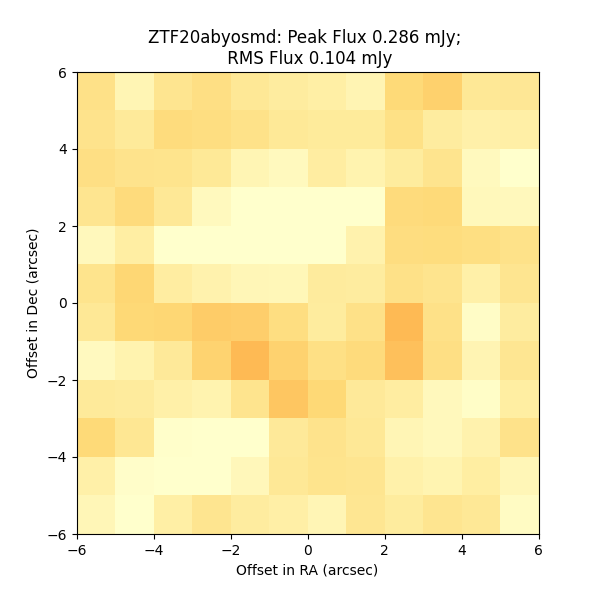 ZTF20abyosmd: Peak Flux 0.286 mJy;
RMS Flux 0.104 mJy
6
4
2
0
−2
−4
−6
Offset in Dec (arcsec)
−6 −4 −2 0 2 4 6
Offset in RA (arcsec)